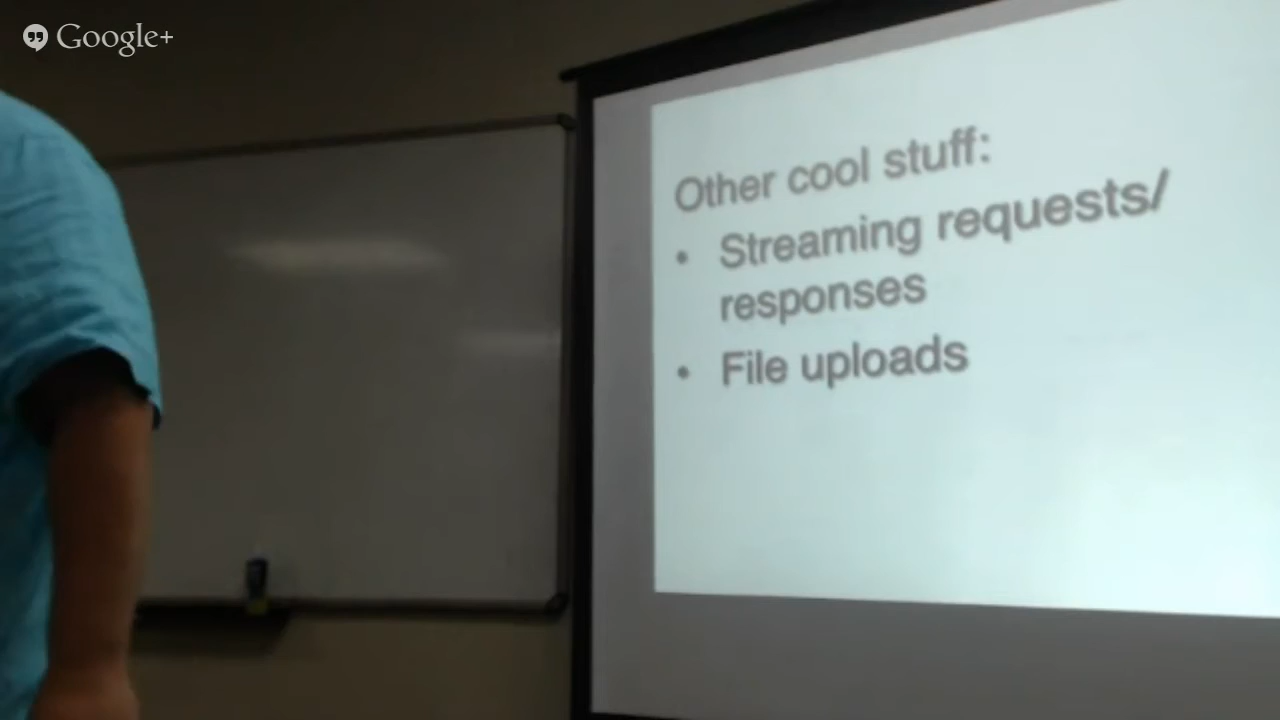 Google+
Other cool stuff:
• Streaming requests/
responses
• File uploads